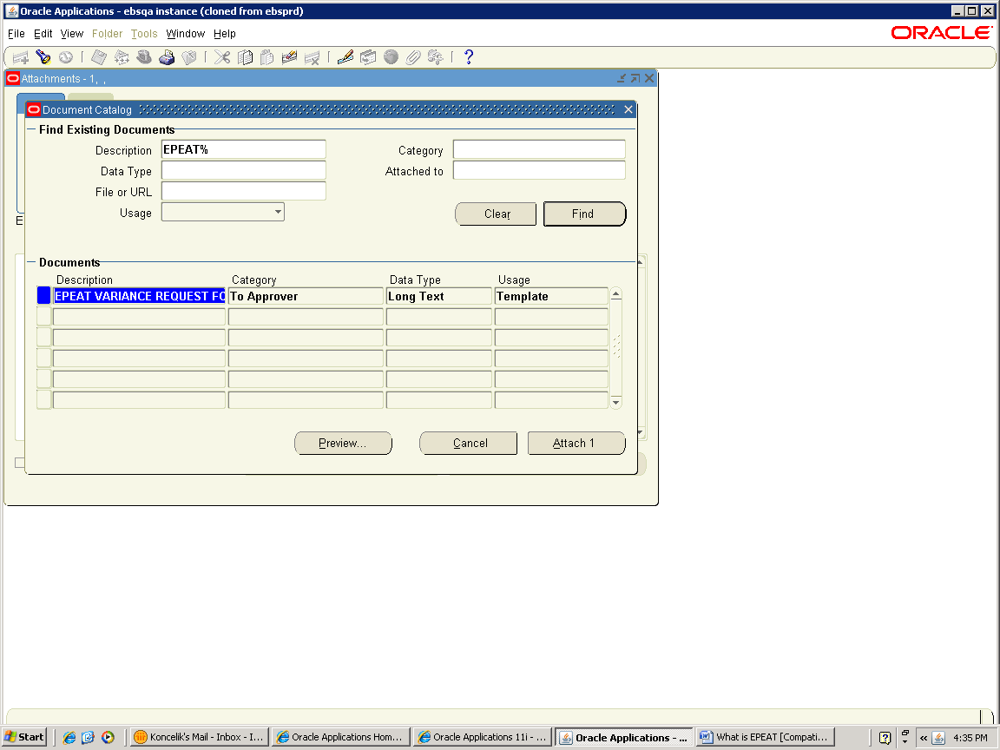 Oracle Applications - ebsqa instance (cloned from ebsprd)
File Edit View Folder Tools Window Help
ORACLE
Attachments - 1, ,
Document Catalog
Find Existing Documents
Description EPEAT% Category
Data Type Attached to
File or URL
Usage Clear Find
E
Documents
Description Category Data Type Usage
EPEAT VARIANCE REQUEST FO To Approver Long Text Template
Preview... Cancel Attach 1
Start Koncelik's Mail - Inbox - I... Oracle Applications Hom... Oracle Applications 11i - ... Oracle Applications - ... What is EPEAT [Compati... « 4:35 PM